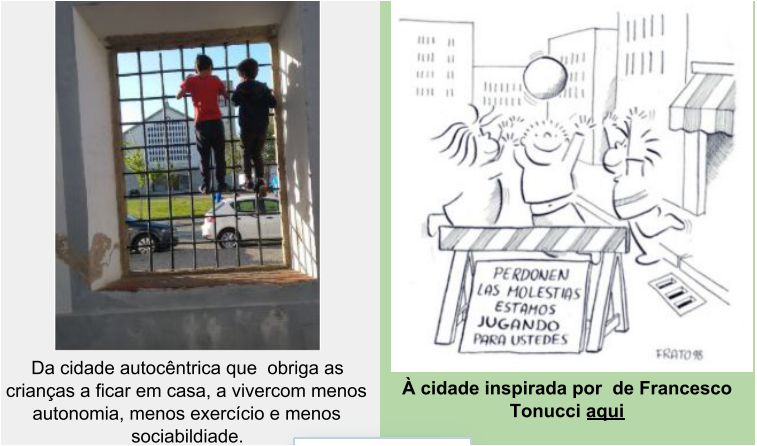 Da cidade autocêntrica que obriga as
crianças a ficar em casa, a vivercom menos
autonomia, menos exercício e menos
sociabildiade.
PERDONEN
LAS MOLESTIAS
ESTAMOS
JUGANDO
PARA USTEDES
FRATO 98
À cidade inspirada por de Francesco
Tonucci aqui